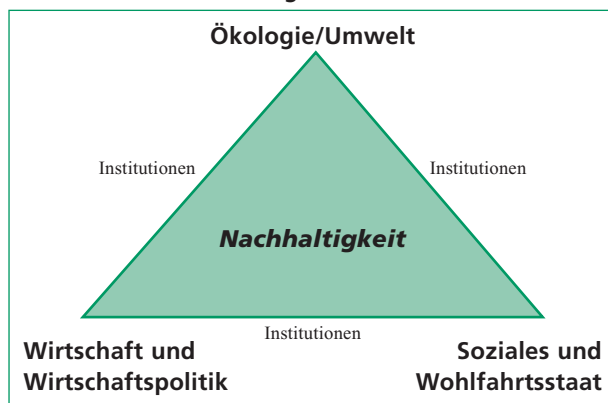 Ökologie/Umwelt
Institutionen
Institutionen
Nachhaltigkeit
Institutionen
Wirtschaft und
Wirtschaftspolitik
Soziales und
Wohlfahrtsstaat